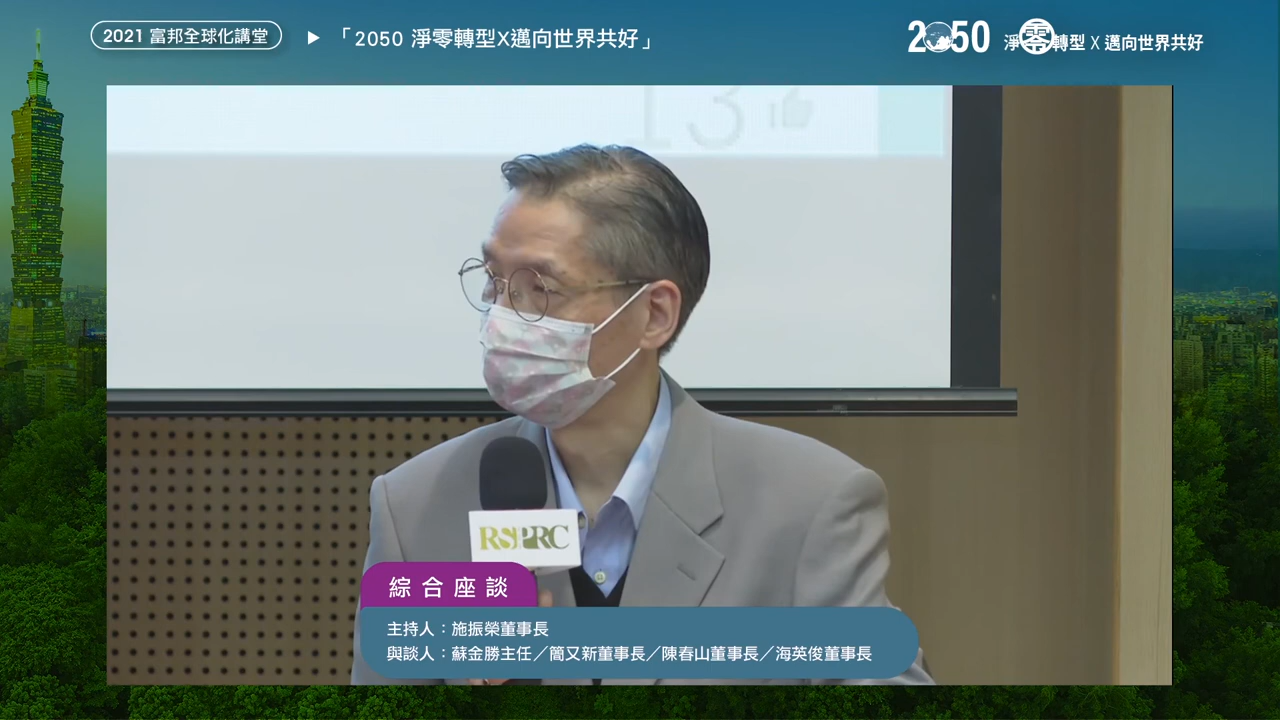 2021 富邦全球化講堂
「2050 淨零轉型X邁向世界共好」
2050 淨零轉型 X 邁向世界共好
13
RSPRC
綜合座談
主持人：施振榮董事長
與談人：蘇金勝主任／簡又新董事長／陳春山董事長／海英俊董事長